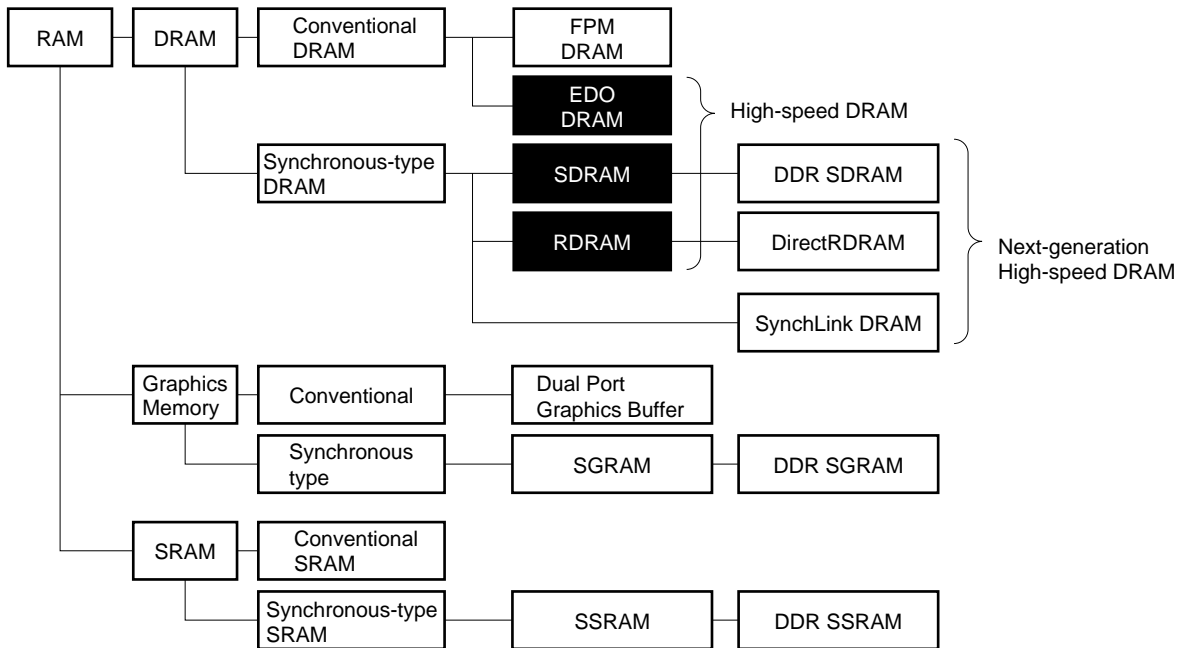 RAM
DRAM
Conventional
DRAM
FPM
DRAM
EDO
DRAM
High-speed DRAM
Synchronous-type
DRAM
SDRAM
DDR SDRAM
RDRAM
DirectRDRAM
Next-generation
High-speed DRAM
SynchLink DRAM
Graphics
Memory
Conventional
Dual Port
Graphics Buffer
Synchronous
type
SGRAM
DDR SGRAM
SRAM
Conventional
SRAM
Synchronous-type
SRAM
SSRAM
DDR SSRAM